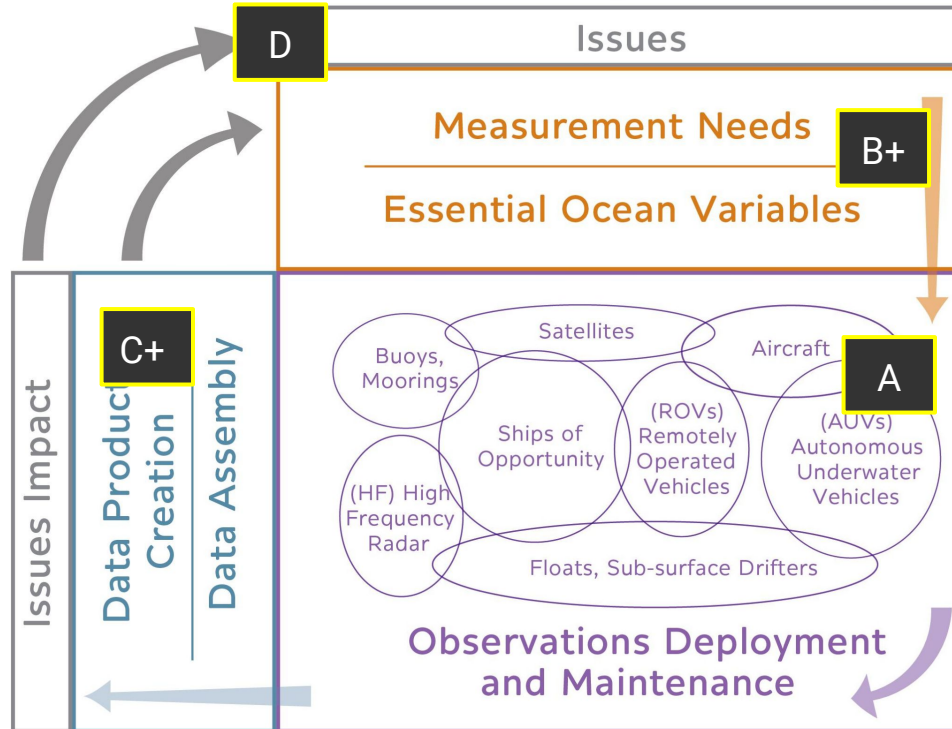 D
Issues
Measurement Needs
B+
Essential Ocean Variables
C+
A
Satellites
Aircraft
Buoys,
Moorings
Ships of
Opportunity
(ROVs)
Remotely
Operated
Vehicles
(AUVs)
Autonomous
Underwater
Vehicles
(HF) High
Frequency
Radar
Floats, Sub-surface Drifters
Observations Deployment
and Maintenance
Issues Impact
Data Product
Creation
Data Assembly